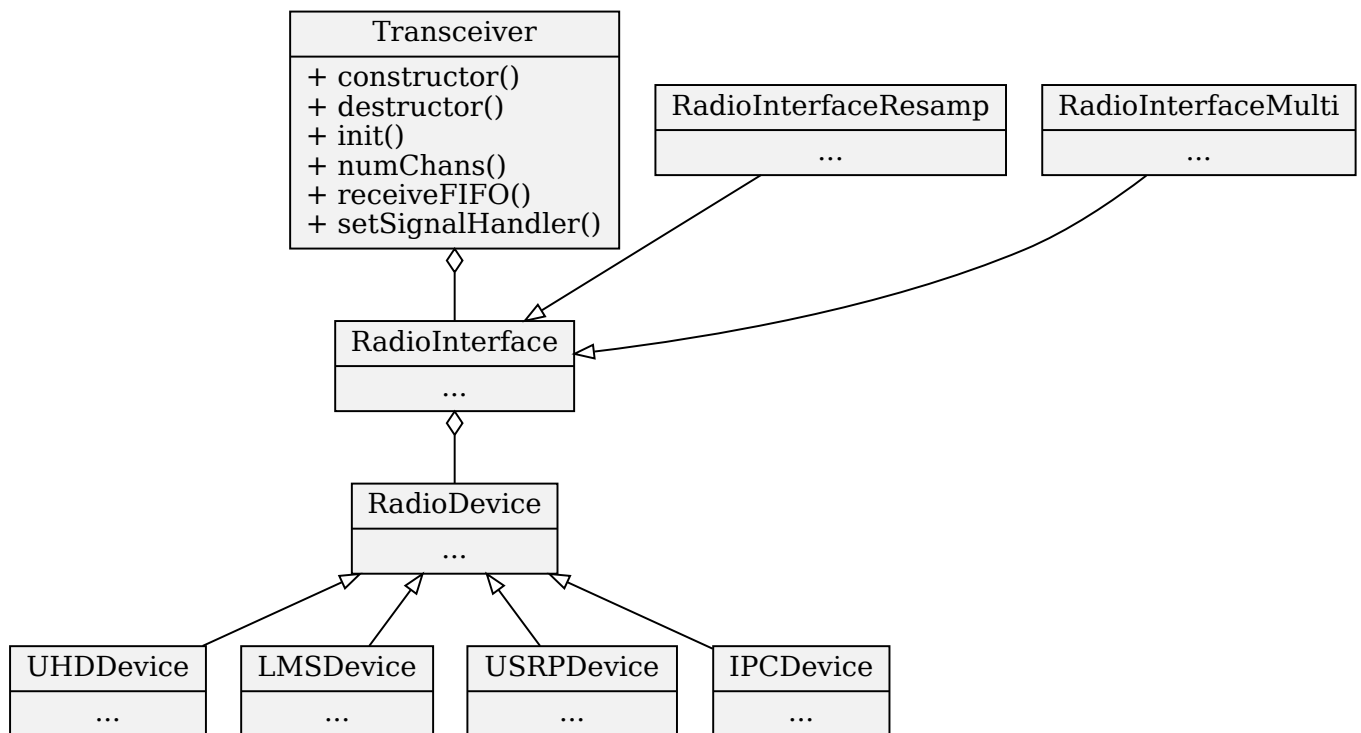 Transceiver
+ constructor()
+ destructor()
+ init()
+ numChans()
+ receiveFIFO()
+ setSignalHandler()
RadioInterfaceResamp
...
RadioInterfaceMulti
...
RadioInterface
...
RadioDevice
...
UHDDevice
...
LMSDevice
...
USRPDevice
...
IPCDevice
...